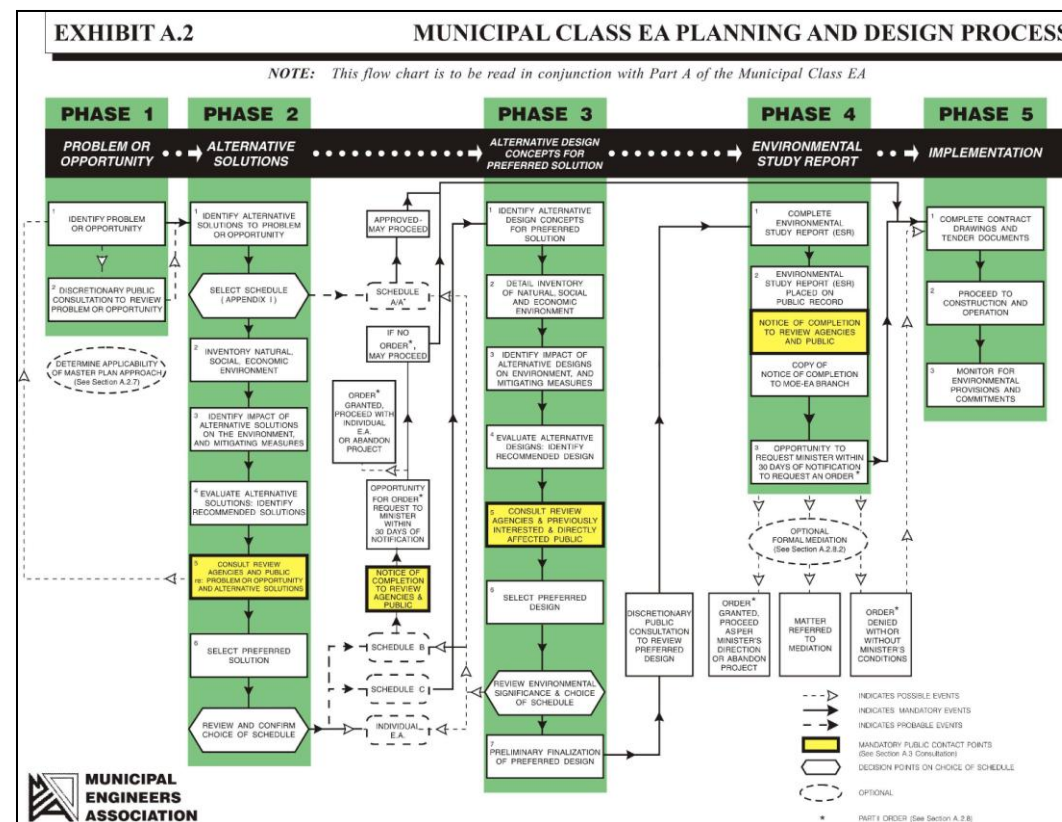 EXHIBIT A.2
MUNICIPAL CLASS EA PLANNING AND DESIGN PROCESS
NOTE: This flow chart is to be read in conjunction with Part A of the Municipal Class EA
PHASE 1
PHASE 2
PHASE 3
PHASE 4
PHASE 5
PROBLEM OR
OPPORTUNITY
ALTERNATIVE
SOLUTIONS
ALTERNATIVE DESIGN
CONCEPTS FOR
PREFERRED SOLUTION
ENVIRONMENTAL
STUDY REPORT
IMPLEMENTATION
1 IDENTIFY PROBLEM
OR OPPORTUNITY
2 DISCRETIONARY PUBLIC
CONSULTATION TO REVIEW
PROBLEM OR OPPORTUNITY
DETERMINE APPLICABILITY
OF MASTER PLAN APPROACH
(See Section A.2.7)
1 IDENTIFY ALTERNATIVE
SOLUTIONS TO PROBLEM
OR OPPORTUNITY
SELECT SCHEDULE
(APPENDIX I)
2 INVENTORY NATURAL,
SOCIAL, ECONOMIC
ENVIRONMENT
3 IDENTIFY IMPACT OF
ALTERNATIVE SOLUTIONS
ON THE ENVIRONMENT,
AND MITIGATING MEASURES
4 EVALUATE ALTERNATIVE
SOLUTIONS: IDENTIFY
RECOMMENDED SOLUTIONS
5 CONSULT REVIEW
AGENCIES AND PUBLIC
re: PROBLEM OR OPPORTUNITY
AND ALTERNATIVE SOLUTIONS
6 SELECT PREFERRED
SOLUTION
REVIEW AND CONFIRM
CHOICE OF SCHEDULE
APPROVED-
MAY PROCEED
SCHEDULE
A/A+
IF NO
ORDER*,
MAY PROCEED
ORDER*
GRANTED,
PROCEED WITH
INDIVIDUAL
E.A.
OR ABANDON
PROJECT
OPPORTUNITY
FOR ORDER*
REQUEST TO
MINISTER
WITHIN
30 DAYS OF
NOTIFICATION
NOTICE OF
COMPLETION
TO REVIEW
AGENCIES &
PUBLIC
SCHEDULE B
SCHEDULE C
INDIVIDUAL
E.A.
1 IDENTIFY ALTERNATIVE
DESIGN CONCEPTS
FOR PREFERRED
SOLUTION
2 DETAIL INVENTORY
OF NATURAL, SOCIAL
AND ECONOMIC
ENVIRONMENT
3 IDENTIFY IMPACT OF
ALTERNATIVE DESIGNS
ON ENVIRONMENT, AND
MITIGATING MEASURES
4 EVALUATE ALTERNATIVE
DESIGNS: IDENTIFY
RECOMMENDED DESIGN
5 CONSULT REVIEW
AGENCIES & PREVIOUSLY
INTERESTED & DIRECTLY
AFFECTED PUBLIC
6 SELECT PREFERRED
DESIGN
REVIEW ENVIRONMENTAL
SIGNIFICANCE & CHOICE
OF SCHEDULE
7 PRELIMINARY FINALIZATION
OF PREFERRED DESIGN
DISCRETIONARY
PUBLIC
CONSULTATION
TO REVIEW
PREFERRED
DESIGN
1 COMPLETE
ENVIRONMENTAL
STUDY REPORT (ESR)
2 ENVIRONMENTAL
STUDY REPORT (ESR)
PLACED ON
PUBLIC RECORD
NOTICE OF COMPLETION
TO REVIEW AGENCIES
AND PUBLIC
COPY OF
NOTICE OF COMPLETION
TO MOE-EA BRANCH
3 OPPORTUNITY TO
REQUEST MINISTER WITHIN
30 DAYS OF NOTIFICATION
TO REQUEST AN ORDER*
OPTIONAL
FORMAL MEDIATION
(See Section A.2.8.2)
ORDER*
GRANTED,
PROCEED AS PER
MINISTER'S
DIRECTION
OR ABANDON
PROJECT
MATTER
REFERRED
TO
MEDIATION
ORDER*
DENIED
WITH OR
WITHOUT
MINISTER'S
CONDITIONS
1 COMPLETE CONTRACT
DRAWINGS AND
TENDER DOCUMENTS
2 PROCEED TO
CONSTRUCTION AND
OPERATION
3 MONITOR FOR
ENVIRONMENTAL
PROVISIONS AND
COMMITMENTS
INDICATES POSSIBLE EVENTS
INDICATES MANDATORY EVENTS
INDICATES PROBABLE EVENTS
MANDATORY PUBLIC CONTACT POINTS
(See Section A.3 Consultation)
DECISION POINTS ON CHOICE OF SCHEDULE
OPTIONAL
* PART II ORDER (See Section A.2.8)
MUNICIPAL
ENGINEERS
ASSOCIATION